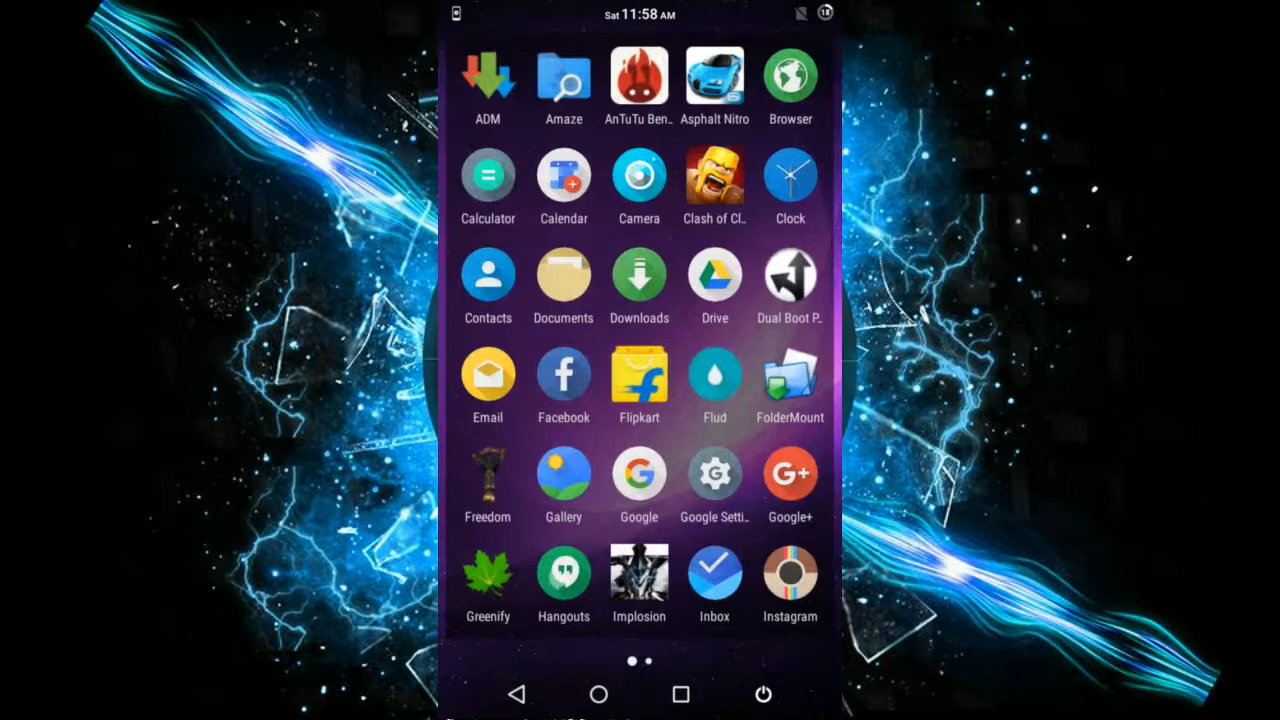 Sat 11:58 AM
18
ADM Amaze AnTuTu Ben.. Asphalt Nitro Browser
Calculator Calendar Camera Clash of Cl.. Clock
Contacts Documents Downloads Drive Dual Boot P..
Email Facebook Flipkart Flud FolderMount
Freedom Gallery Google Google Setti.. Google+
Greenify Hangouts Implosion Inbox Instagram